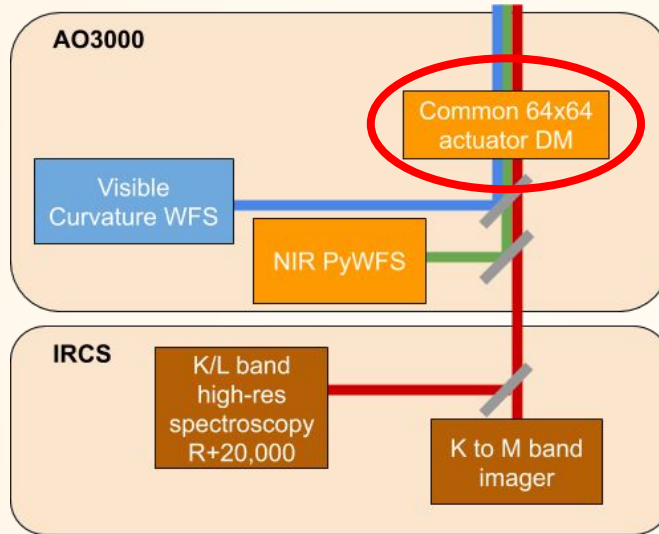 AO3000
Common 64x64
actuator DM
Visible
Curvature WFS
NIR PyWFS
IRCS
K/L band
high-res
spectroscopy
R+20,000
K to M band
imager